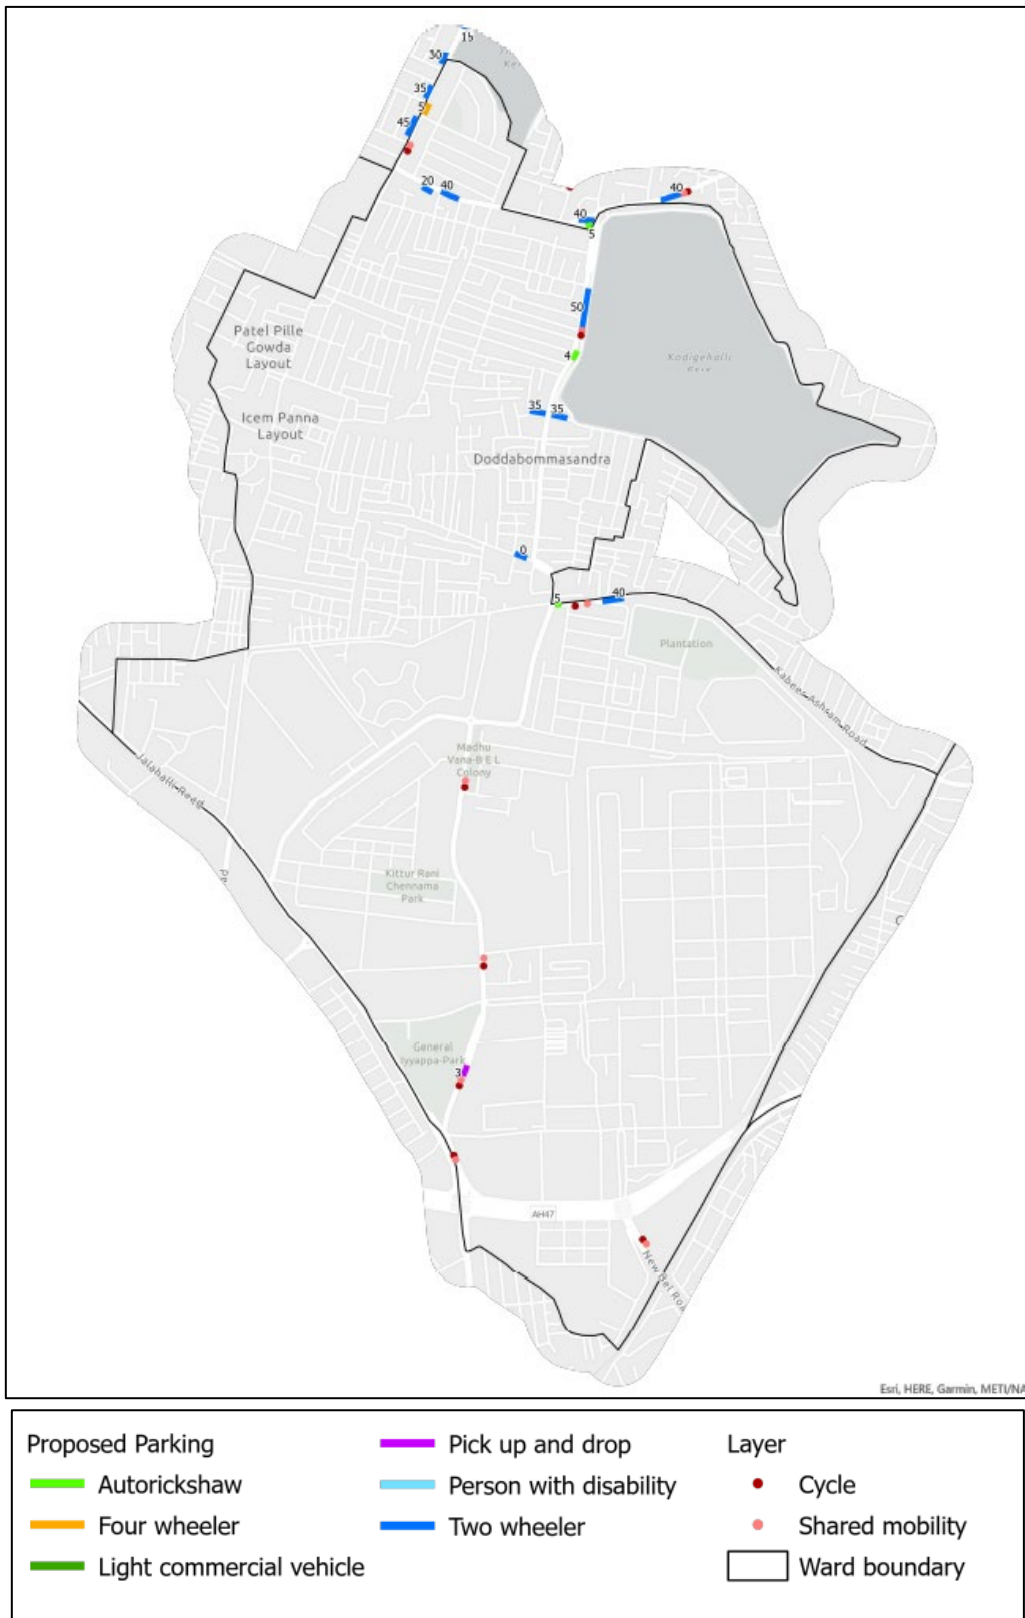 15
30
35
5
45
20
40
40
40
5
50
4
Patel Pille
Gowda
Layout
Kodigehalli
Icem Panna
Layout
35
35
Doddabommasandra
0
5
40
Plantation
Kabeer Ashram Road
Madhu
Vana-B E L
Colony
Jalahalli Road
Kittur Rani
Chennama
Park
General
Iyyappa-Park
3
AH47
New Bel Roa
Esri, HERE, Garmin, METI/NA
Proposed Parking
Autorickshaw
Four wheeler
Light commercial vehicle
Pick up and drop
Person with disability
Two wheeler
Layer
Cycle
Shared mobility
Ward boundary